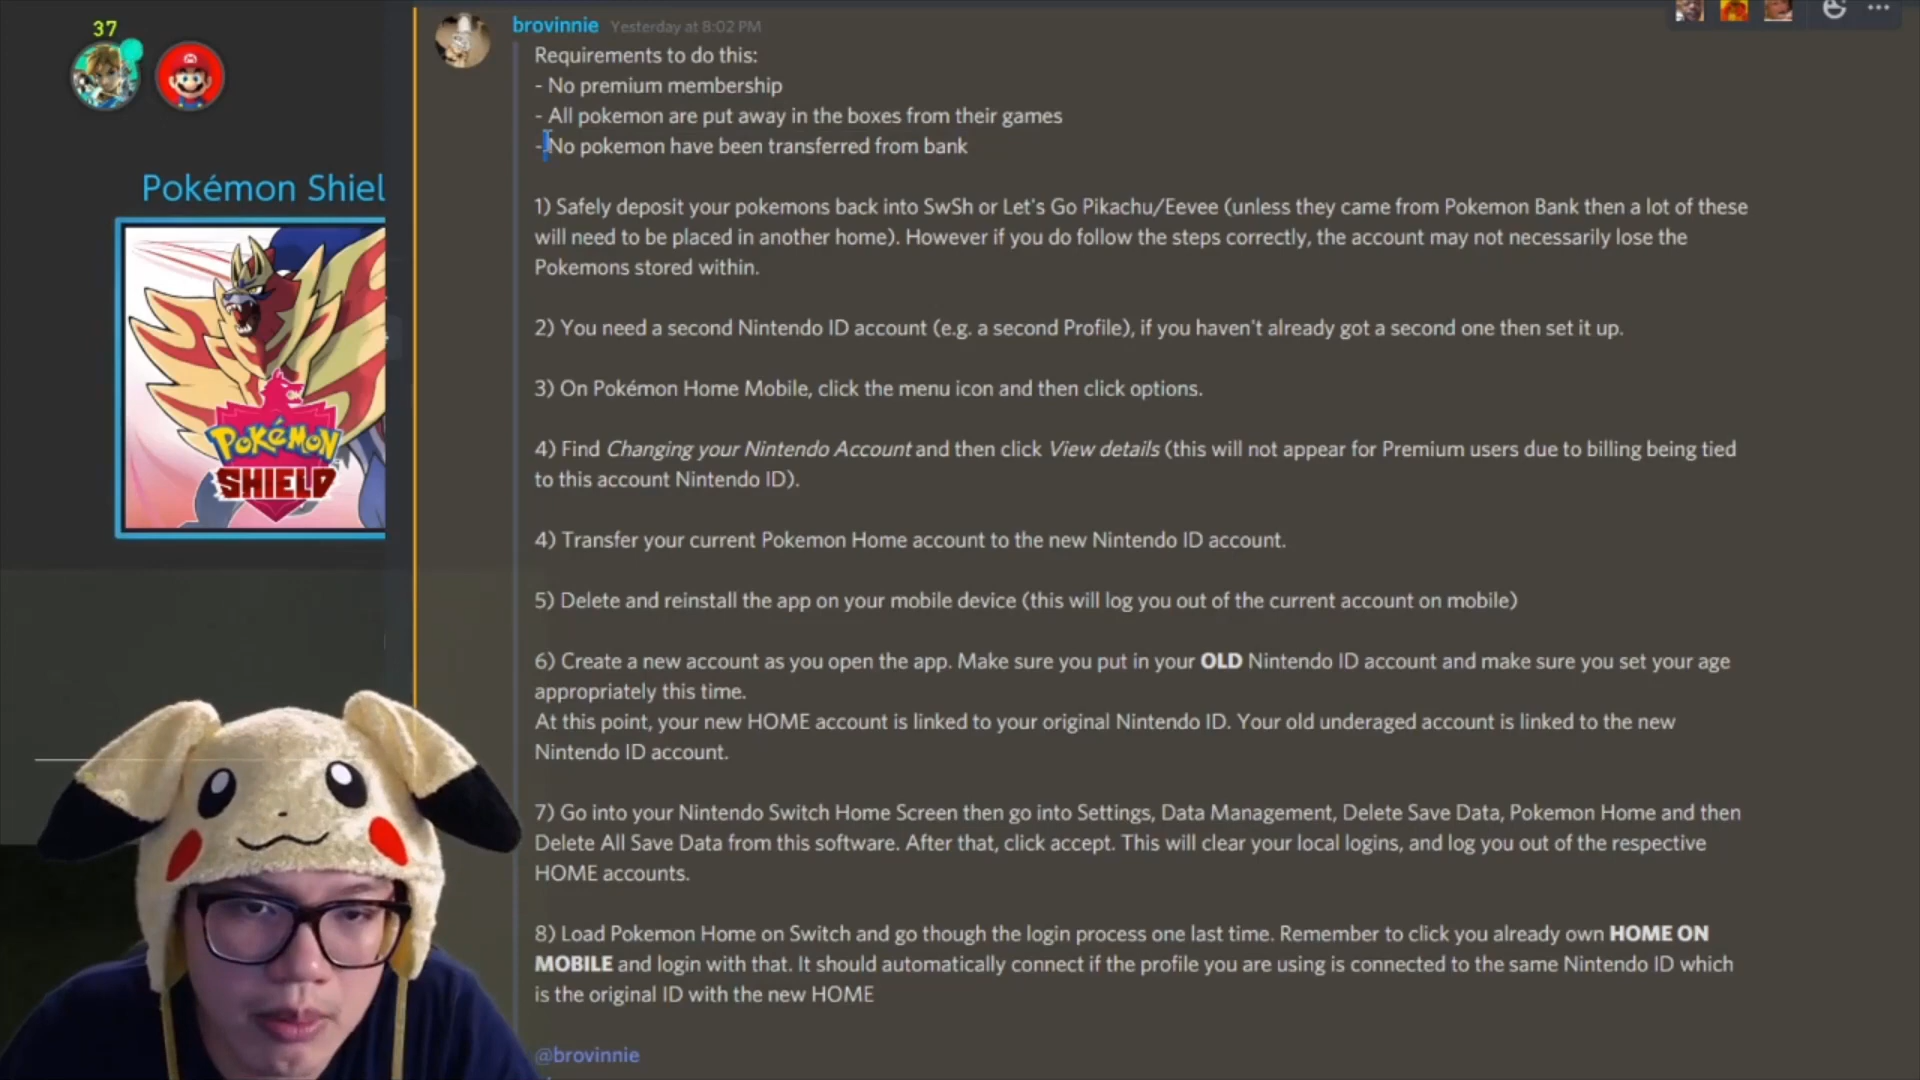 37
Pokémon Shiel
POKÉMON
SHIELD
brovinnie Yesterday at 8:02 PM
Requirements to do this:
- No premium membership
- All pokemon are put away in the boxes from their games
- No pokemon have been transferred from bank
1) Safely deposit your pokemons back into SwSh or Let's Go Pikachu/Eevee (unless they came from Pokemon Bank then a lot of these
will need to be placed in another home). However if you do follow the steps correctly, the account may not necessarily lose the
Pokemons stored within.
2) You need a second Nintendo ID account (e.g. a second Profile), if you haven't already got a second one then set it up.
3) On Pokémon Home Mobile, click the menu icon and then click options.
4) Find Changing your Nintendo Account and then click View details (this will not appear for Premium users due to billing being tied
to this account Nintendo ID).
4) Transfer your current Pokemon Home account to the new Nintendo ID account.
5) Delete and reinstall the app on your mobile device (this will log you out of the current account on mobile)
6) Create a new account as you open the app. Make sure you put in your OLD Nintendo ID account and make sure you set your age
appropriately this time.
At this point, your new HOME account is linked to your original Nintendo ID. Your old underaged account is linked to the new
Nintendo ID account.
7) Go into your Nintendo Switch Home Screen then go into Settings, Data Management, Delete Save Data, Pokemon Home and then
Delete All Save Data from this software. After that, click accept. This will clear your local logins, and log you out of the respective
HOME accounts.
8) Load Pokemon Home on Switch and go though the login process one last time. Remember to click you already own HOME ON
MOBILE and login with that. It should automatically connect if the profile you are using is connected to the same Nintendo ID which
is the original ID with the new HOME
@brovinnie